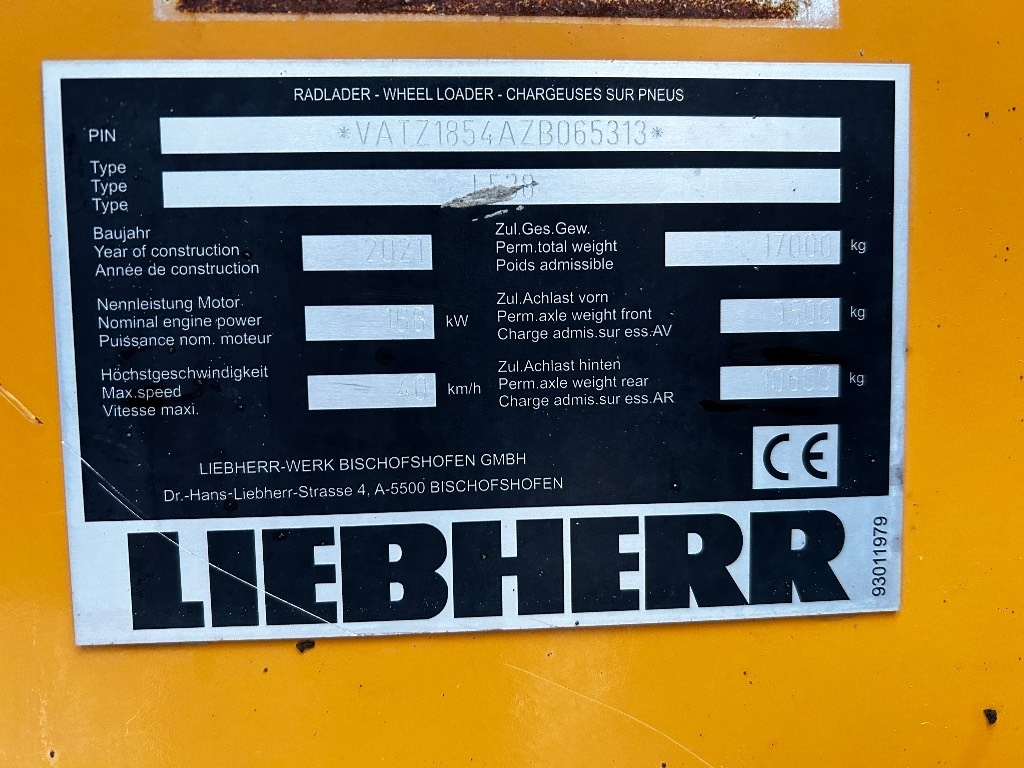 RADLADER - WHEEL LOADER - CHARGEUSES SUR PNEUS
PIN *VATZ1854AZB065313*
Type
Type
Type
Baujahr
Year of construction 2021
Année de construction
Zul.Ges.Gew.
Perm.total weight 17000 kg
Poids admissible
Nennleistung Motor
Nominal engine power kW
Puissance nom. moteur
Zul.Achlast vorn
Perm.axle weight front kg
Charge admis.sur ess.AV
Höchstgeschwindigkeit
Max.speed 40 km/h
Vitesse maxi.
Zul.Achlast hinten
Perm.axle weight rear kg
Charge admis.sur ess.AR
LIEBHERR-WERK BISCHOFSHOFEN GMBH
Dr.-Hans-Liebherr-Strasse 4, A-5500 BISCHOFSHOFEN
CE
LIEBHERR
93011979